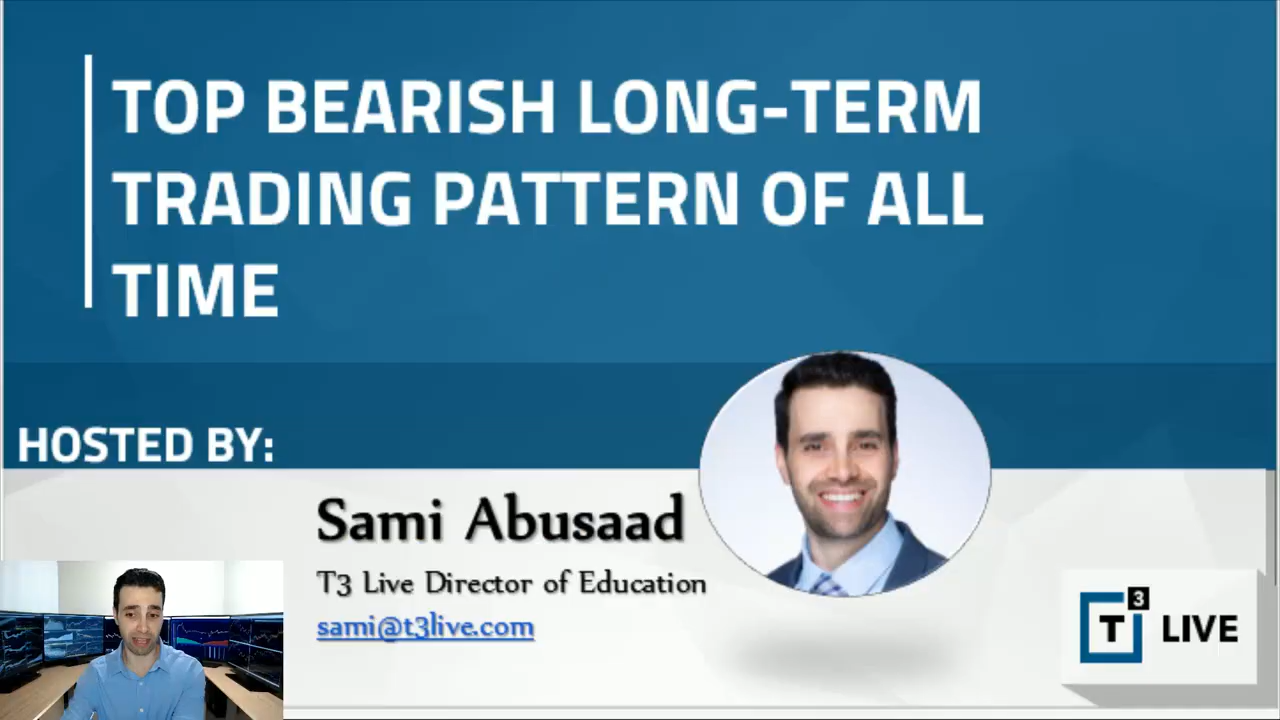 TOP BEARISH LONG-TERM
TRADING PATTERN OF ALL
TIME
HOSTED BY:
Sami Abusaad
T3 Live Director of Education
sami@t3live.com
T3 LIVE